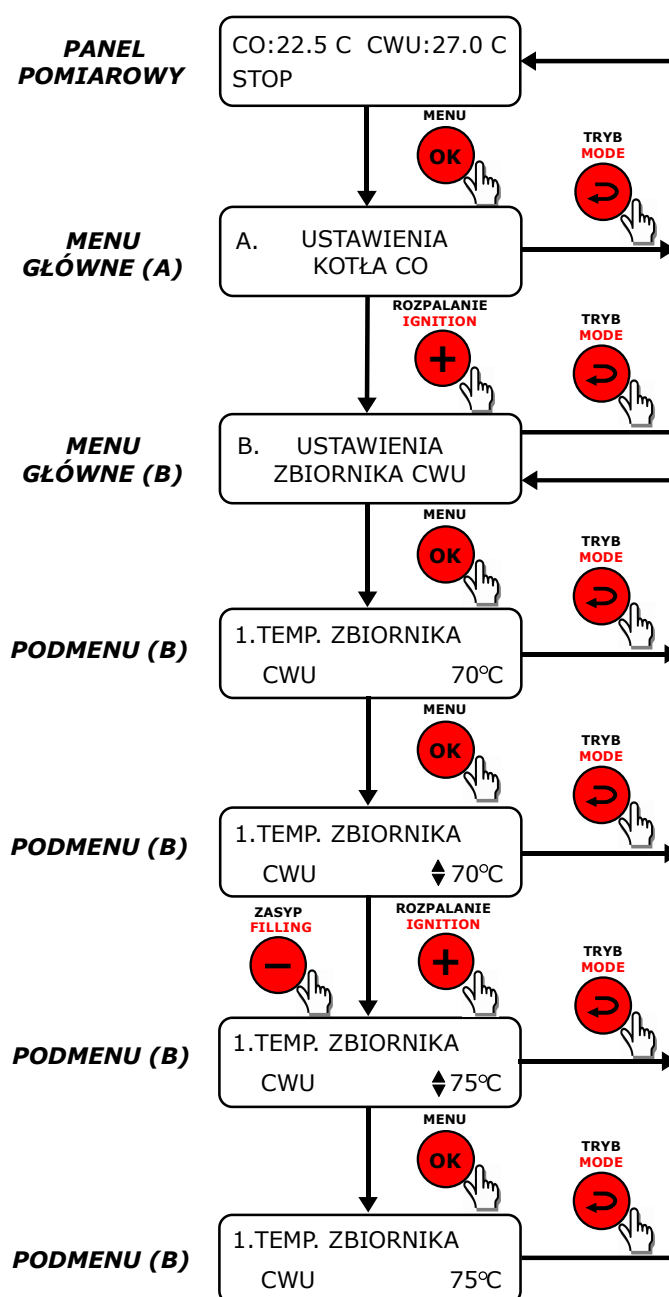 PANEL
POMIAROWY
CO:22.5 C CWU:27.0 C
STOP
MENU
OK
TRYB
MODE
MENU
GŁÓWNE (A)
A. USTAWIENIA
KOTŁA CO
ROZPALANIE
IGNITION
+
TRYB
MODE
MENU
GŁÓWNE (B)
B. USTAWIENIA
ZBIORNIKA CWU
MENU
OK
TRYB
MODE
PODMENU (B)
1.TEMP. ZBIORNIKA
CWU 70°C
MENU
OK
TRYB
MODE
PODMENU (B)
1.TEMP. ZBIORNIKA
CWU 70°C
ZASYP
FILLING
−
ROZPALANIE
IGNITION
+
TRYB
MODE
PODMENU (B)
1.TEMP. ZBIORNIKA
CWU 75°C
MENU
OK
TRYB
MODE
PODMENU (B)
1.TEMP. ZBIORNIKA
CWU 75°C